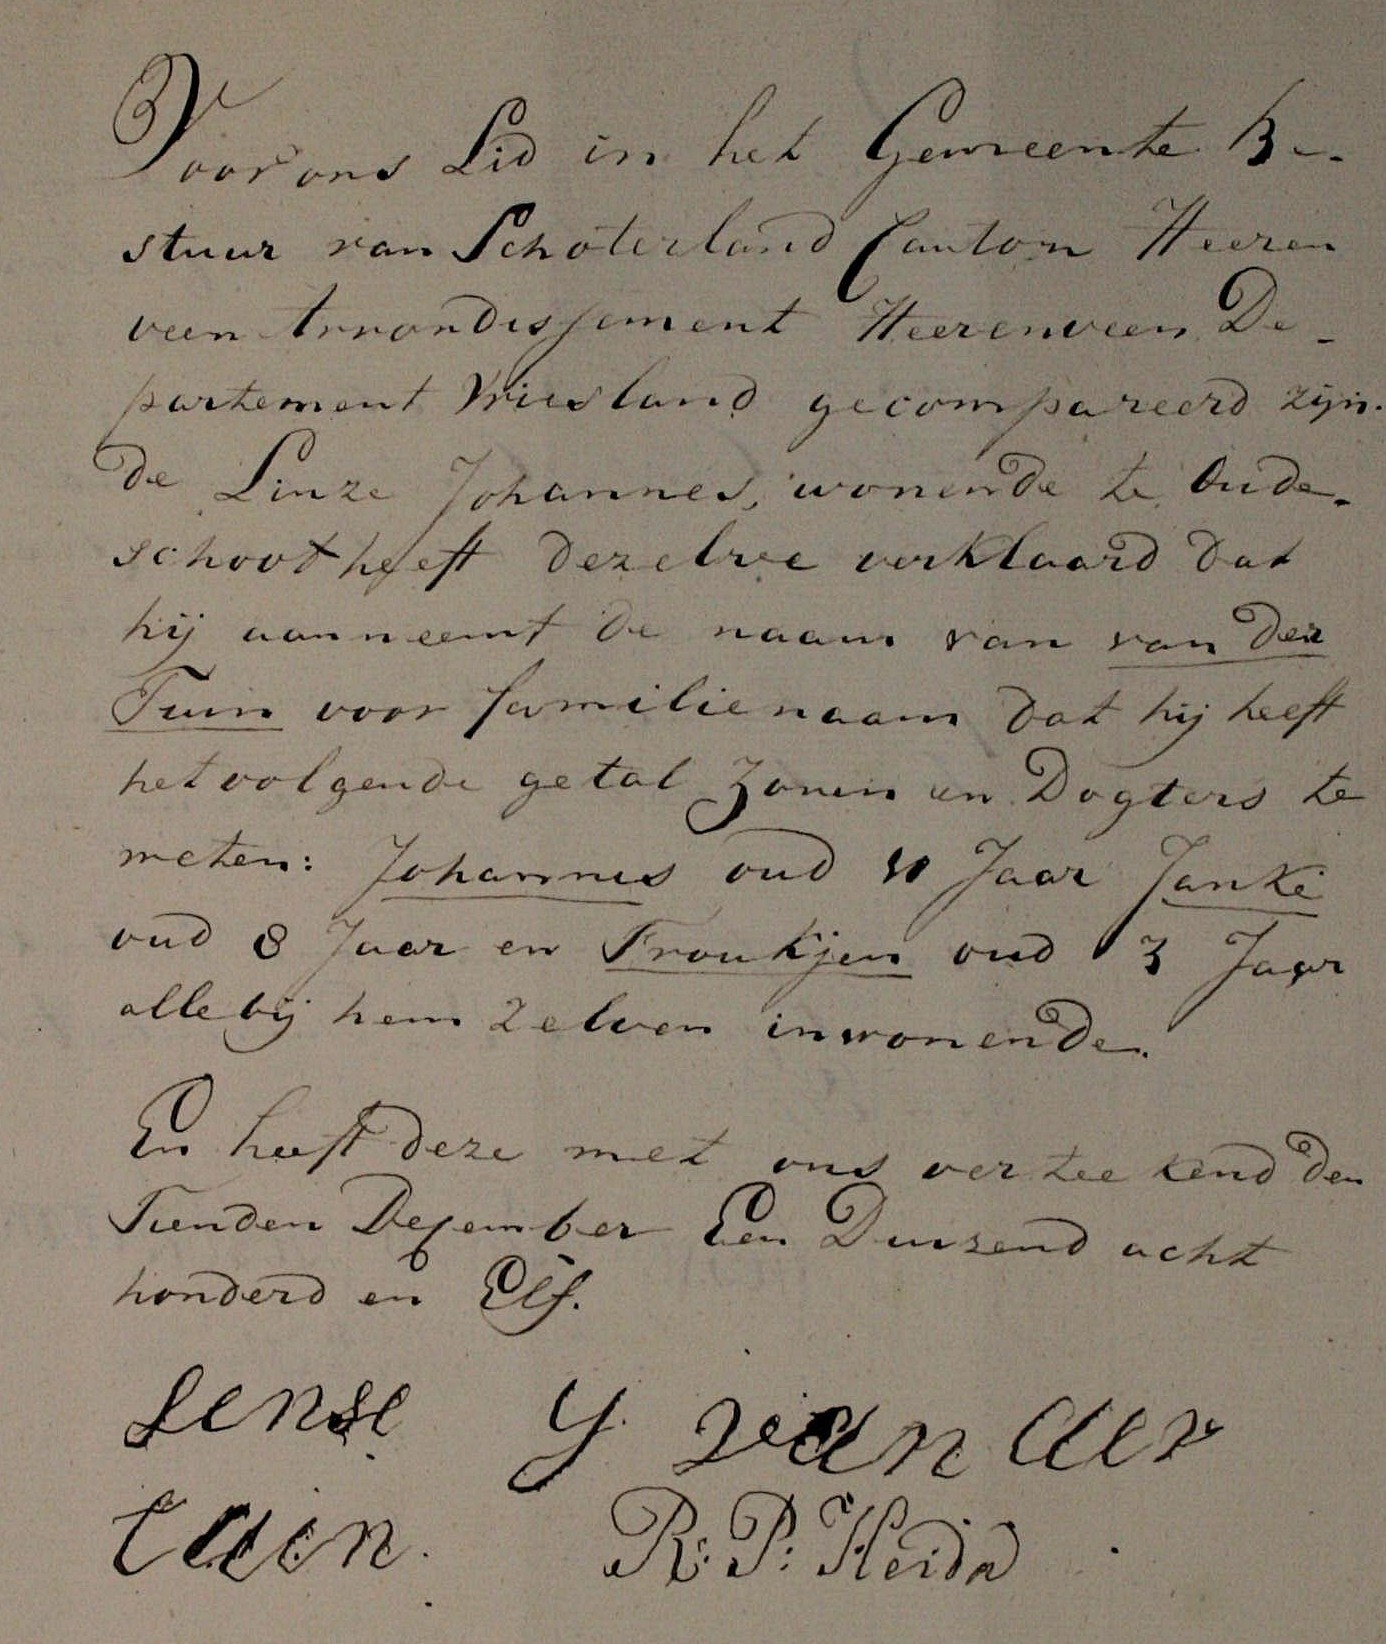 Voor ons Lid in het Gemeente Be-
stuur van Schoterland Canton Heeren
veen Arrondissement Heerenveen De-
partement Vriesland gecompareerd zijn-
de Linze Johannes, wonende te Oude-
schoot heeft dezelve verklaard dat
hij aanneemt de naam van van der
Tuin voor familie naam dat hij heeft
het volgende getal Zonen en Dogters te
weten: Johannes oud Jaar Janke
oud 8 Jaar en Froukjen oud 3 Jaar
alle bij hem zelven inwonende.
En heeft deze met ons verteekend den
Tienden December Een Duizend acht
honderd en Elf.
Lense Y van der
tuin.
R: P: Heida